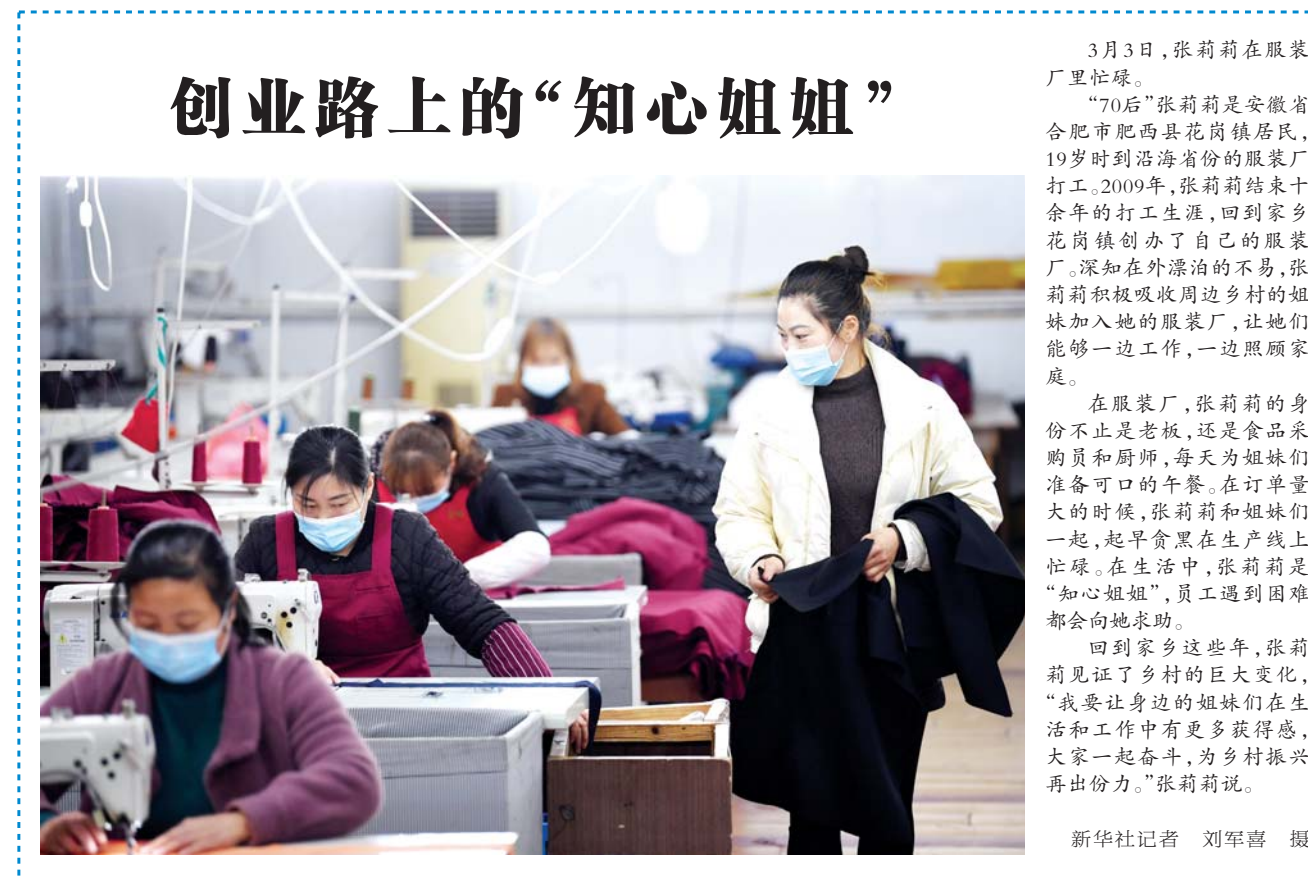 创业路上的“知心姐姐”
3月3日,张莉莉在服装
厂里忙碌。
“70后”张莉莉是安徽省
合肥市肥西县花岗镇居民,
19岁时到沿海省份的服装厂
打工。2009年,张莉莉结束十
余年的打工生涯,回到家乡
花岗镇创办了自己的服装
厂。深知在外漂泊的不易,张
莉莉积极吸收周边乡村的姐
妹加入她的服装厂,让她们
能够一边工作,一边照顾家
庭。
在服装厂,张莉莉的身
份不止是老板,还是食品采
购员和厨师,每天为姐妹们
准备可口的午餐。在订单量
大的时候,张莉莉和姐妹们
一起,起早贪黑在生产线上
忙碌。在生活中,张莉莉是
“知心姐姐”,员工遇到困难
都会向她求助。
回到家乡这些年,张莉
莉见证了乡村的巨大变化,
“我要让身边的姐妹们在生
活和工作中有更多获得感,
大家一起奋斗,为乡村振兴
再出份力。”张莉莉说。
新华社记者 刘军喜 摄